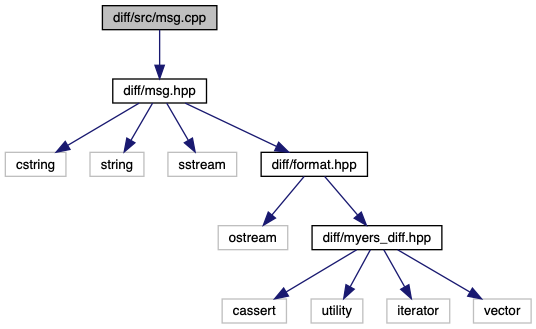 diff/src/msg.cpp
diff/msg.hpp
cstring
string
sstream
diff/format.hpp
ostream
diff/myers_diff.hpp
cassert
utility
iterator
vector